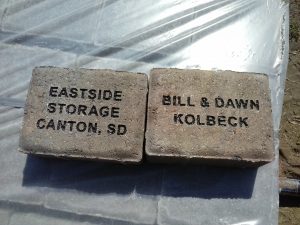 EASTSIDE
STORAGE
CANTON, SD
BILL & DAWN
KOLBECK